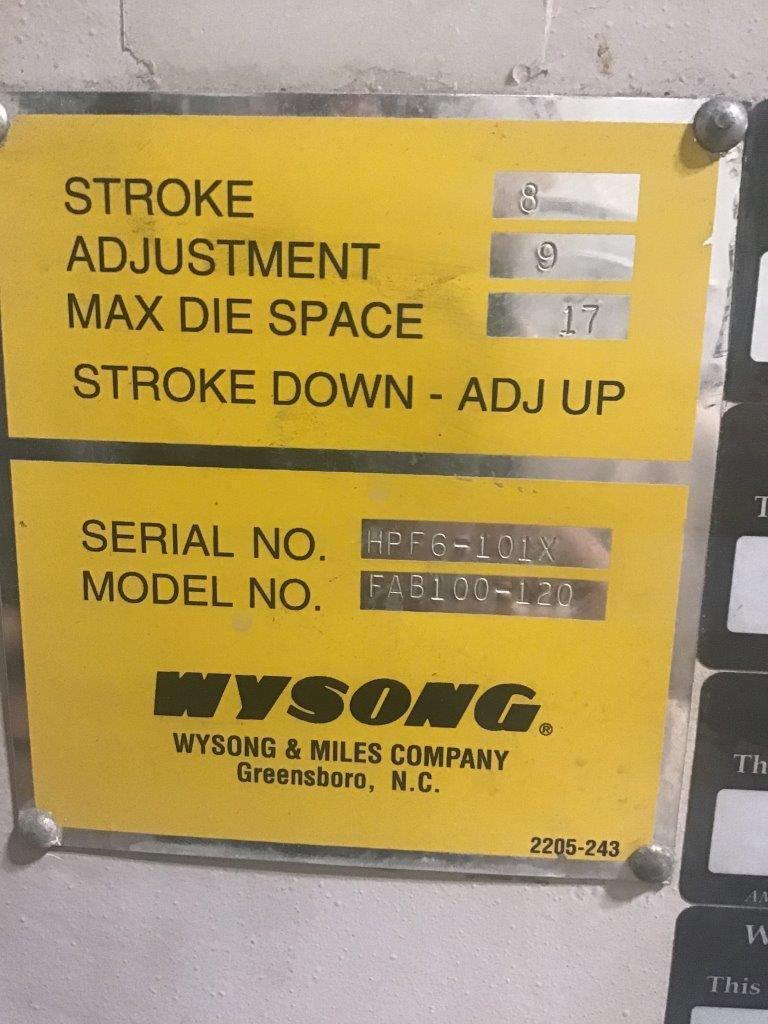 STROKE 8
ADJUSTMENT 9
MAX DIE SPACE 17
STROKE DOWN - ADJ UP
SERIAL NO. HPF6-101X
MODEL NO. FAB100-120
WYSONG®
WYSONG & MILES COMPANY
Greensboro, N.C.
2205-243
This